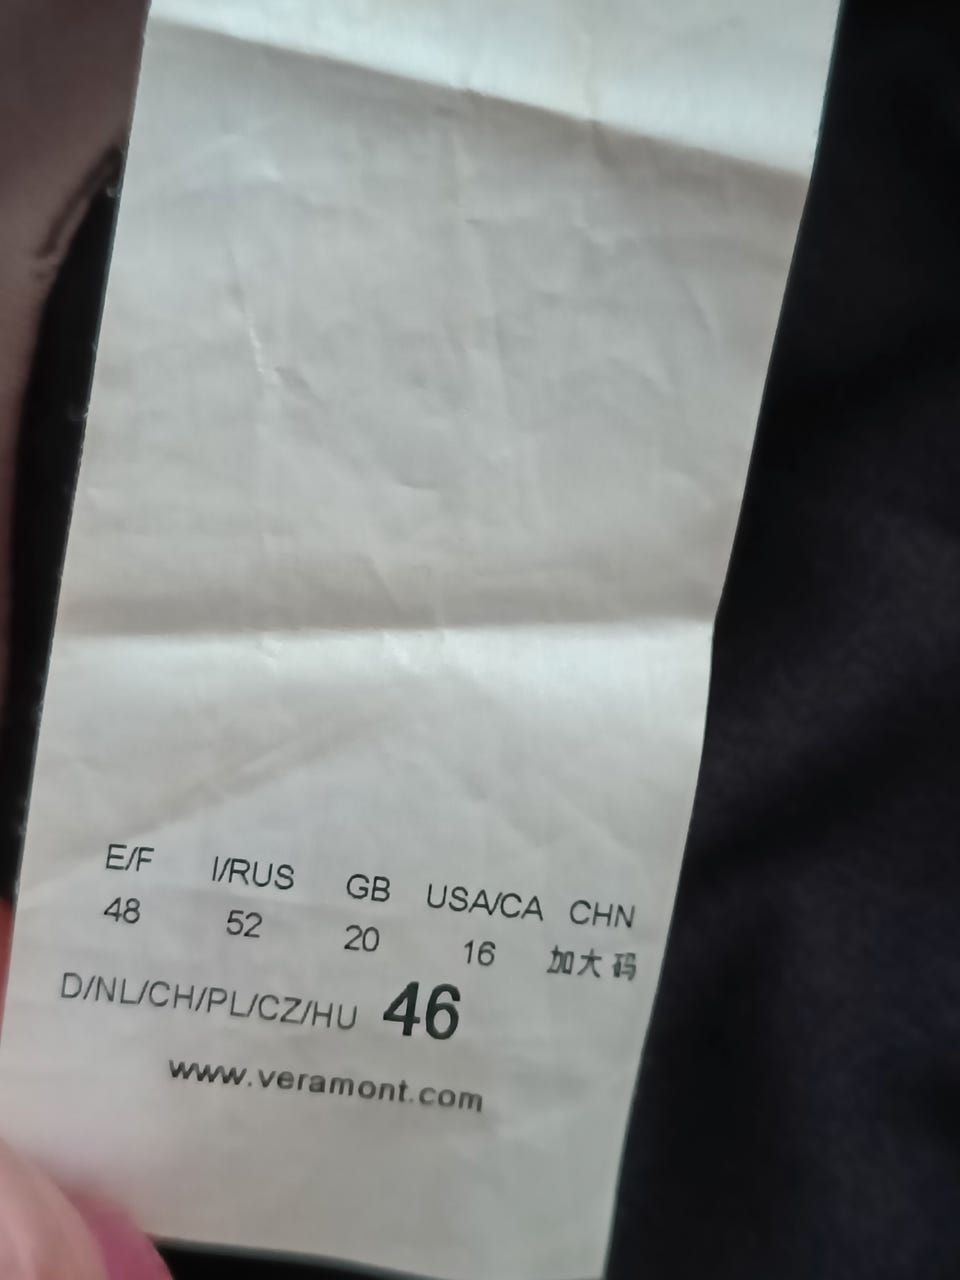 E/F I/RUS GB USA/CA CHN
48 52 20 16 加大码
D/NL/CH/PL/CZ/HU 46
www.veramont.com